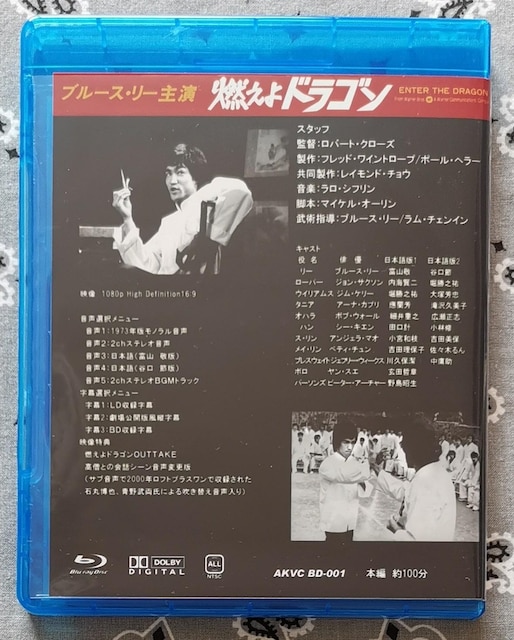 ブルース・リー主演 燃えよドラゴン ENTER THE DRAGON
スタッフ
監督：ロバート・クローズ
製作：フレッド・ワイントローブ/ポール・ヘラー
共同製作：レイモンド・チョウ
音楽：ラロ・シフリン
脚本：マイケル・オーリン
武術指導：ブルース・リー/ラム・チェンイン
キャスト
役名 俳優 日本語版1 日本語版2
リー ブルース・リー 富山敬 谷口節
ローパー ジョン・サクソン 内海賢二 堀勝之祐
ウイリアムス ジム・ケリー 堀勝之祐 大塚芳忠
タニア アーナ・カプリ 應蘭芳 滝沢久美子
オハラ ボブ・ウォール 細井重之 広瀬正志
ハン シー・キエン 田口計 小林修
ス・リン アンジェラ・マオ 小宮和枝 吉田美保
メイ・リン ベティ・チュン 吉田理保子 佐々木るん
ブレスウェイト ジェフリー・ウィークス 川久保潔 中庸助
ボロ ヤン・スエ 玄田哲章
パーソンズ ピーター・アーチャー 野島昭生
映像 1080p High Definition16:9
音声選択メニュー
音声1：1973年版モノラル音声
音声2：2chステレオ音声
音声3：日本語(富山 敬版)
音声4：日本語(谷口 節版)
音声5：2chステレオBGMトラック
字幕選択メニュー
字幕1：LD収録字幕
字幕2：劇場公開版風縦字幕
字幕3：BD収録字幕
映像特典
燃えよドラゴンOUTTAKE
高僧との会話シーン音声変更版
(サブ音声で2000年ロフトプラスワンで収録された
石丸博也、青野武両氏による吹き替え音声入り)
Blu-ray Disc DOLBY DIGITAL ALL NTSC AKVC BD-001 本編 約100分